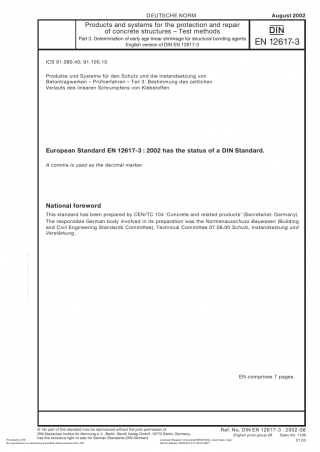 DEUTSCHE NORM
August 2002
Products and systems for the protection and repair
of concrete structures – Test methods
Part 3: Determination of early age linear shrinkage for structural bonding agents
English version of DIN EN 12617-3
DIN
EN 12617-3
ICS 91.080.40; 91.100.10
Produkte und Systeme für den Schutz und die Instandsetzung von
Betontragwerken – Prüfverfahren – Teil 3: Bestimmung des zeitlichen
Verlaufs des linearen Schrumpfens von Klebstoffen
European Standard EN 12617-3 : 2002 has the status of a DIN Standard.
A comma is used as the decimal marker.
National foreword
This standard has been prepared by CEN/TC 104 ‘Concrete and related products’ (Secretariat: Germany).
The responsible German body involved in its preparation was the Normenausschuss Bauwesen (Building
and Civil Engineering Standards Committee), Technical Committee 07.06.00 Schutz, Instandsetzung und
Verstärkung.
EN comprises 7 pages.
© No part of this standard may be reproduced without the prior permission of
DIN Deutsches Institut für Normung e. V., Berlin. Beuth Verlag GmbH, 10772 Berlin, Germany,
has the exclusive right of sale for German Standards (DIN-Normen).
Ref. No. DIN EN 12617-3 : 2002-08
English price group 08 Sales No. 1108
01.03